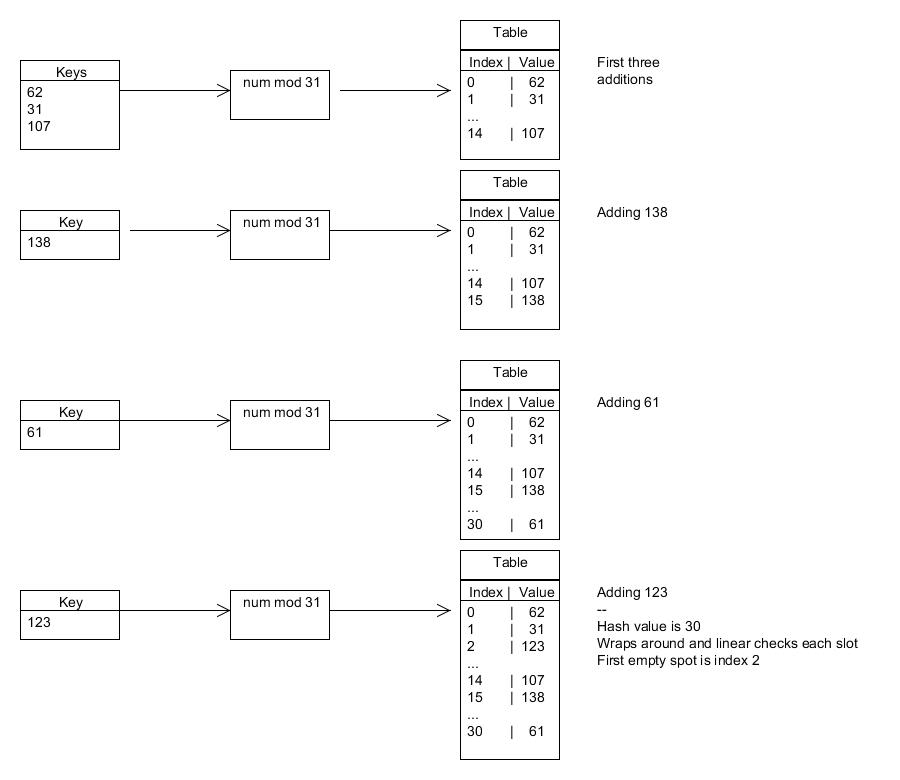 Keys
62
31
107
num mod 31
Table
Index | Value
0 | 62
1 | 31
...
14 | 107
First three
additions
Key
138
num mod 31
Table
Index | Value
0 | 62
1 | 31
...
14 | 107
15 | 138
Adding 138
Key
61
num mod 31
Table
Index | Value
0 | 62
1 | 31
...
14 | 107
15 | 138
...
30 | 61
Adding 61
Key
123
num mod 31
Table
Index | Value
0 | 62
1 | 31
2 | 123
...
14 | 107
15 | 138
...
30 | 61
Adding 123
--
Hash value is 30
Wraps around and linear checks each slot
First empty spot is index 2